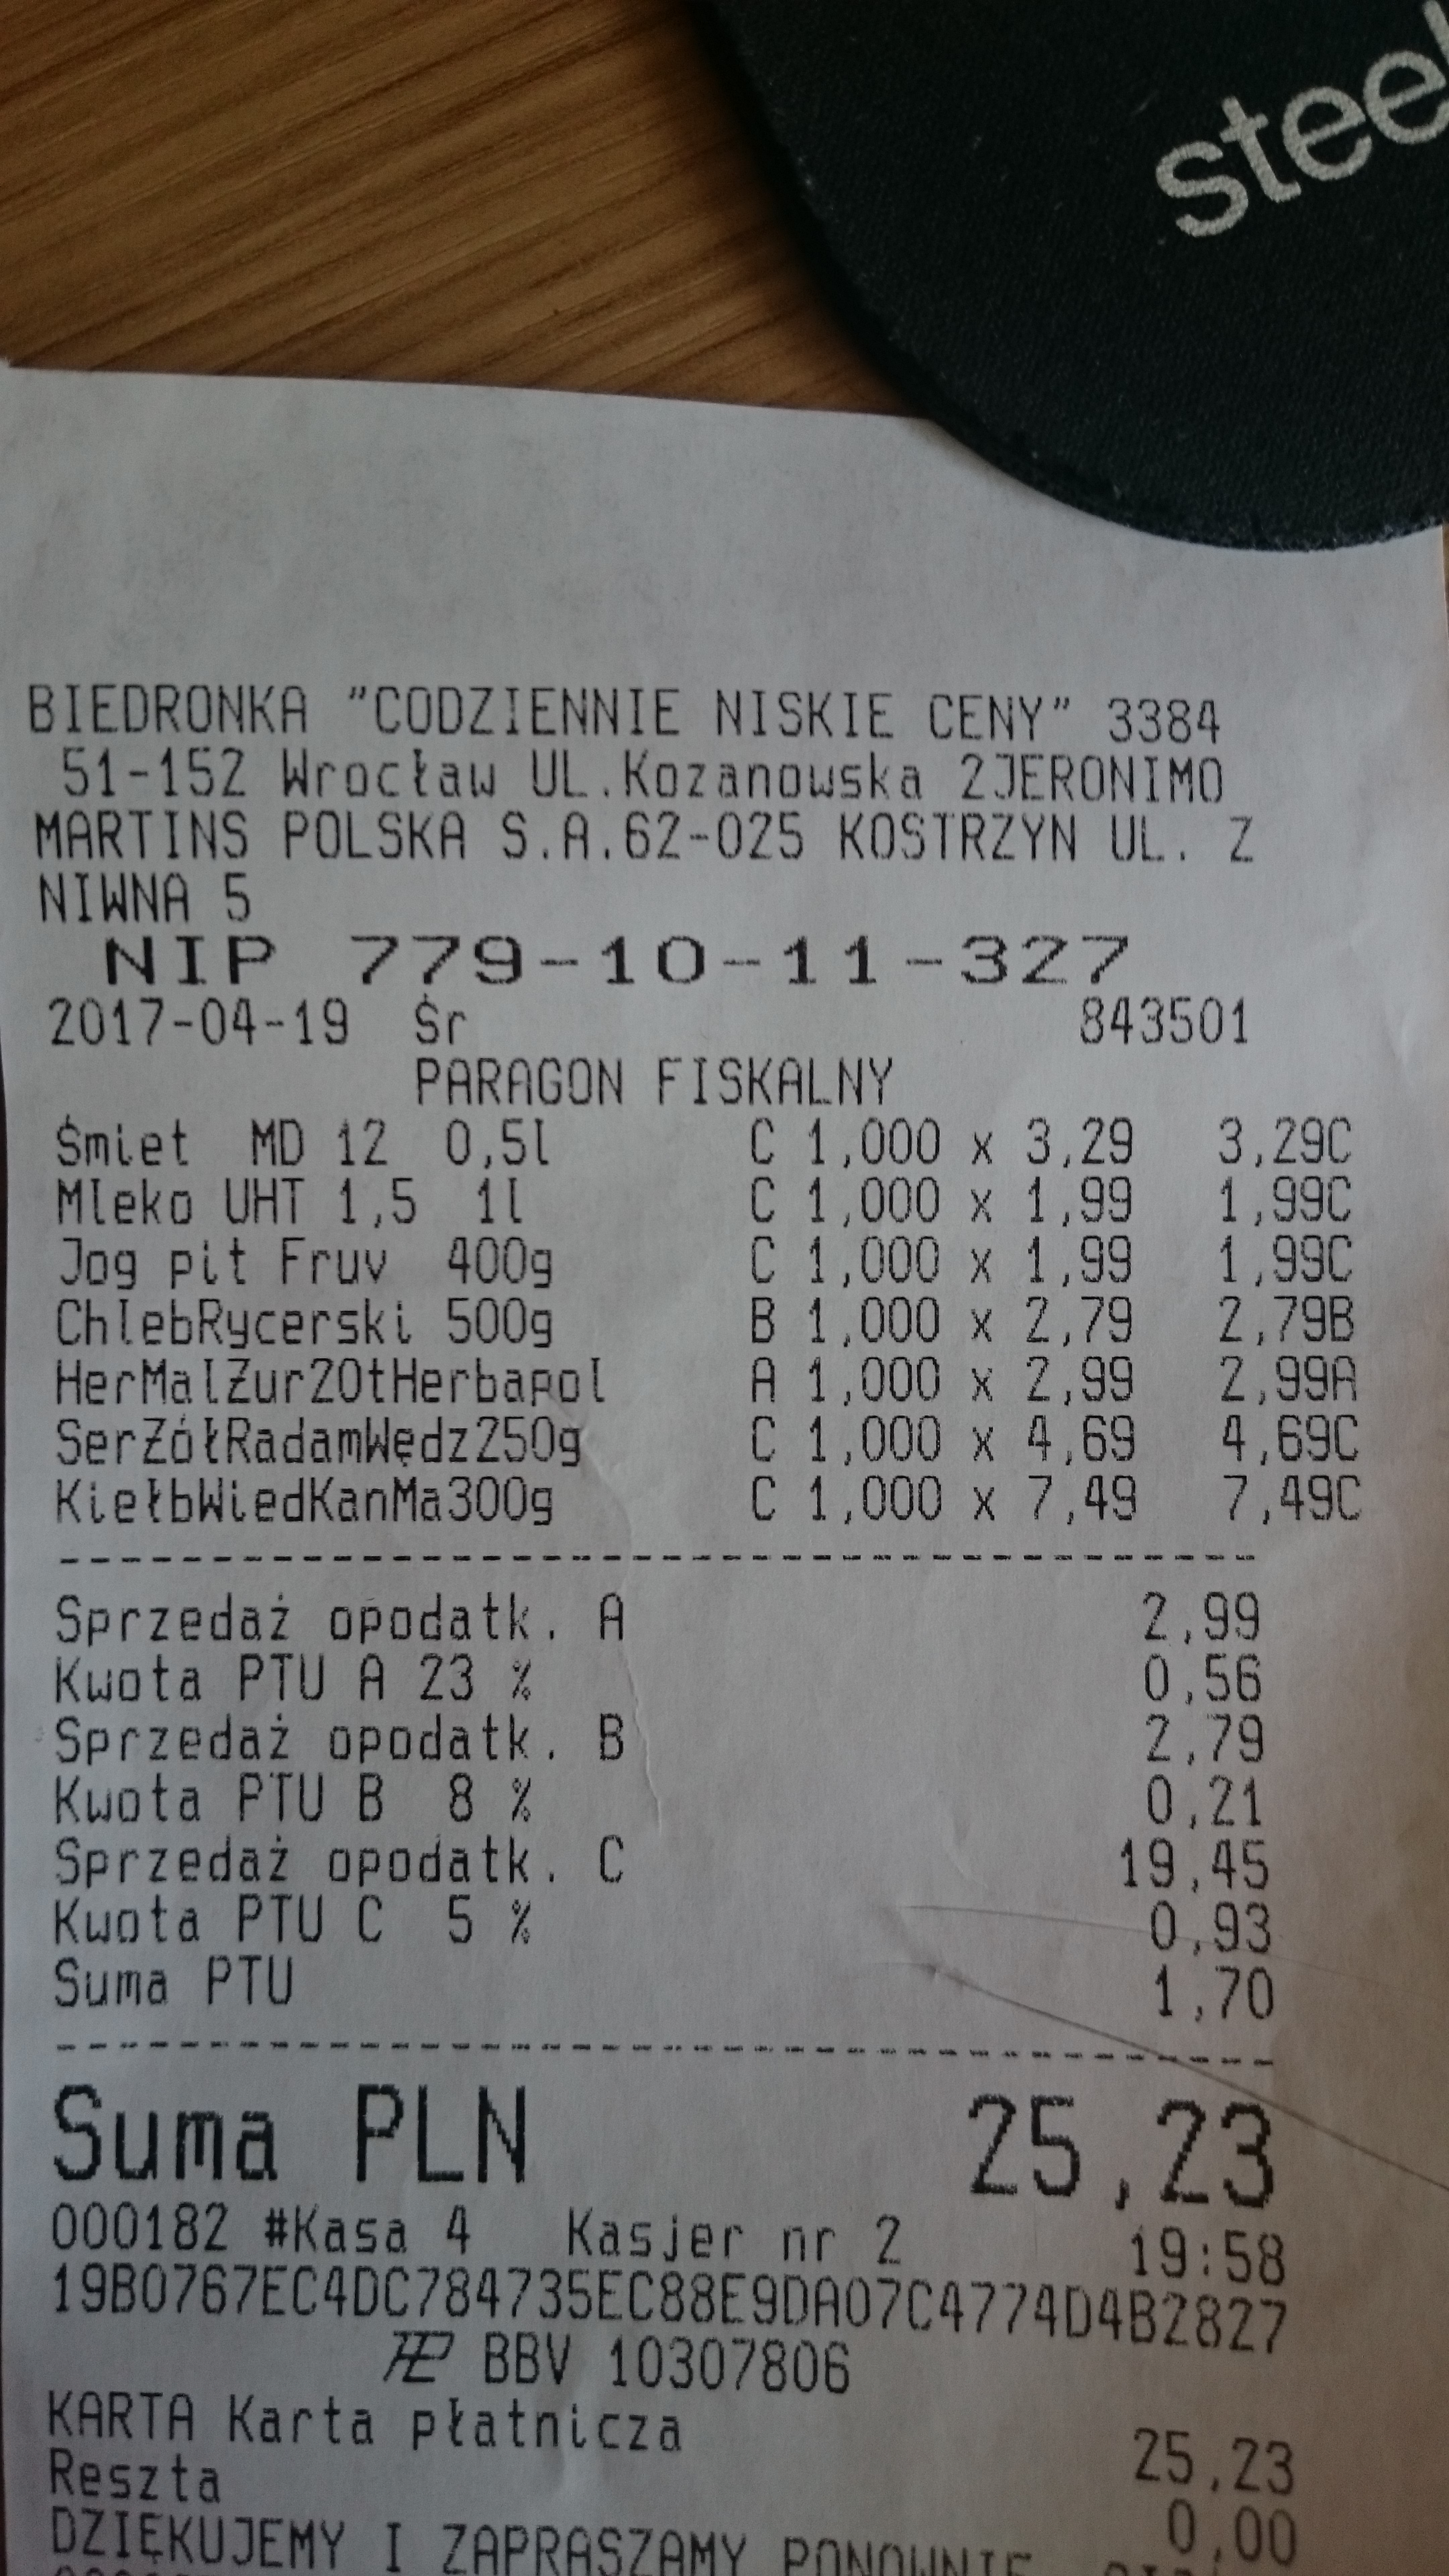 steel
BIEDRONKA "CODZIENNIE NISKIE CENY" 3384
51-152 Wrocław UL.Kozanowska 2JERONIMO
MARTINS POLSKA S.A.62-025 KOSTRZYN UL. Z
NIWNA 5
NIP 779-10-11-327
2017-04-19 Śr 843501
PARAGON FISKALNY
Śmiet MD 12 0,5l C 1,000 x 3,29 3,29C
Mleko UHT 1,5 1l C 1,000 x 1,99 1,99C
Jog pit Fruv 400g C 1,000 x 1,99 1,99C
ChlebRycerski 500g B 1,000 x 2,79 2,79B
HerMalŻur20tHerbapol A 1,000 x 2,99 2,99A
SerŻółRadamWędz250g C 1,000 x 4,69 4,69C
KiełbWiedKanMa300g C 1,000 x 7,49 7,49C
Sprzedaż opodatk. A 2,99
Kwota PTU A 23 % 0,56
Sprzedaż opodatk. B 2,79
Kwota PTU B 8 % 0,21
Sprzedaż opodatk. C 19,45
Kwota PTU C 5 % 0,93
Suma PTU 1,70
Suma PLN 25,23
000182 #Kasa 4 Kasjer nr 2 19:58
19B0767EC4DC784735EC88E9DA07C4774D4B2827
BBV 10307806
KARTA Karta płatnicza 25,23
Reszta 0,00
DZIĘKUJEMY I ZAPRASZAMY PONOWNIE